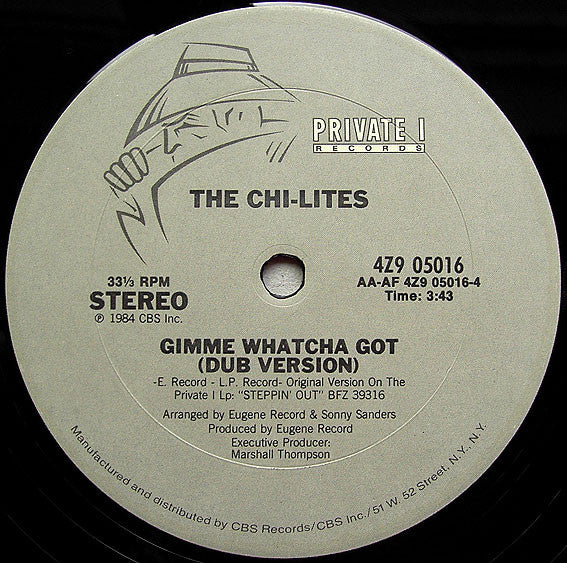 PRIVATE I
RECORDS
THE CHI-LITES
33⅓ RPM
STEREO
℗ 1984 CBS Inc.
4Z9 05016
AA-AF 4Z9 05016-4
Time: 3:43
GIMME WHATCHA GOT
(DUB VERSION)
-E. Record - L.P. Record- Original Version On The
Private I Lp: "STEPPIN' OUT" BFZ 39316
Arranged by Eugene Record & Sonny Sanders
Produced by Eugene Record
Executive Producer:
Marshall Thompson
Manufactured and distributed by CBS Records/CBS Inc./51 W. 52 Street, N.Y., N.Y.